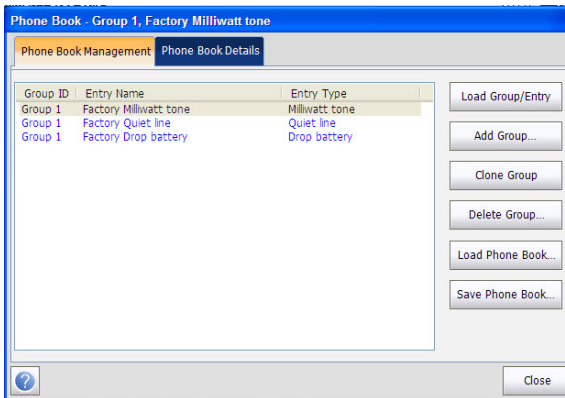 Phone Book - Group 1, Factory Milliwatt tone
Phone Book Management Phone Book Details
Group ID Entry Name Entry Type
Group 1 Factory Milliwatt tone Milliwatt tone
Group 1 Factory Quiet line Quiet line
Group 1 Factory Drop battery Drop battery
Load Group/Entry
Add Group...
Clone Group
Delete Group...
Load Phone Book...
Save Phone Book...
?
Close